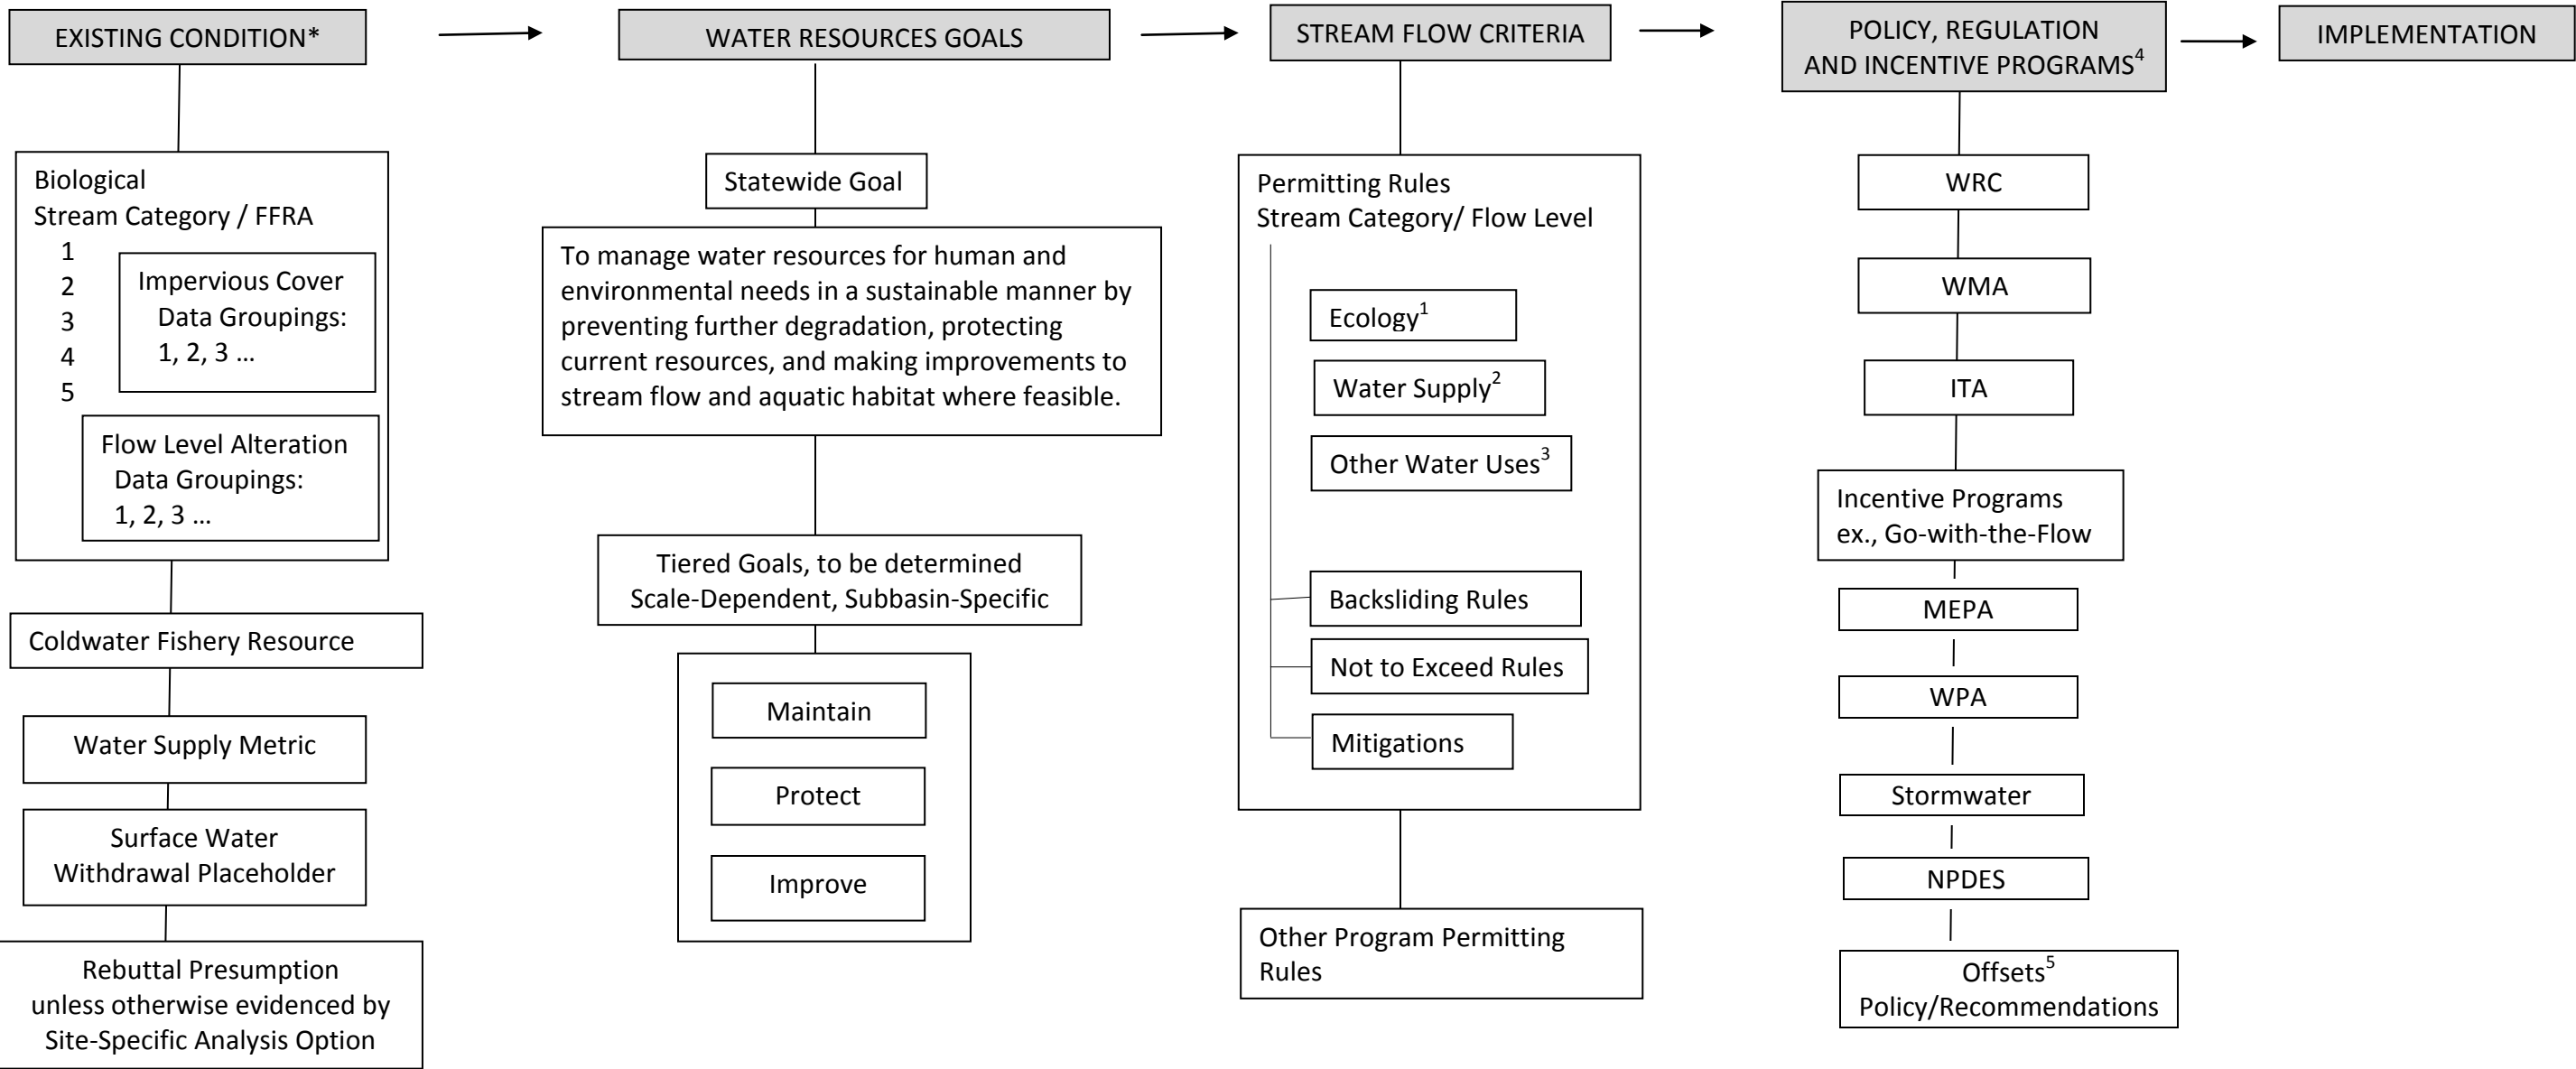 EXISTING CONDITION*
Biological
Stream Category / FFRA
1
2
3
4
5
Impervious Cover
Data Groupings:
1, 2, 3 …
Flow Level Alteration
Data Groupings:
1, 2, 3 …
Coldwater Fishery Resource
Water Supply Metric
Surface Water
Withdrawal Placeholder
Rebuttal Presumption
unless otherwise evidenced by
Site-Specific Analysis Option
WATER RESOURCES GOALS
Statewide Goal
To manage water resources for human and
environmental needs in a sustainable manner by
preventing further degradation, protecting
current resources, and making improvements to
stream flow and aquatic habitat where feasible.
Tiered Goals, to be determined
Scale-Dependent, Subbasin-Specific
Maintain
Protect
Improve
STREAM FLOW CRITERIA
Permitting Rules
Stream Category/ Flow Level
Ecology1
Water Supply2
Other Water Uses3
Backsliding Rules
Not to Exceed Rules
Mitigations
Other Program Permitting
Rules
POLICY, REGULATION
AND INCENTIVE PROGRAMS4
WRC
WMA
ITA
Incentive Programs
ex., Go-with-the-Flow
MEPA
WPA
Stormwater
NPDES
Offsets5
Policy/Recommendations
IMPLEMENTATION